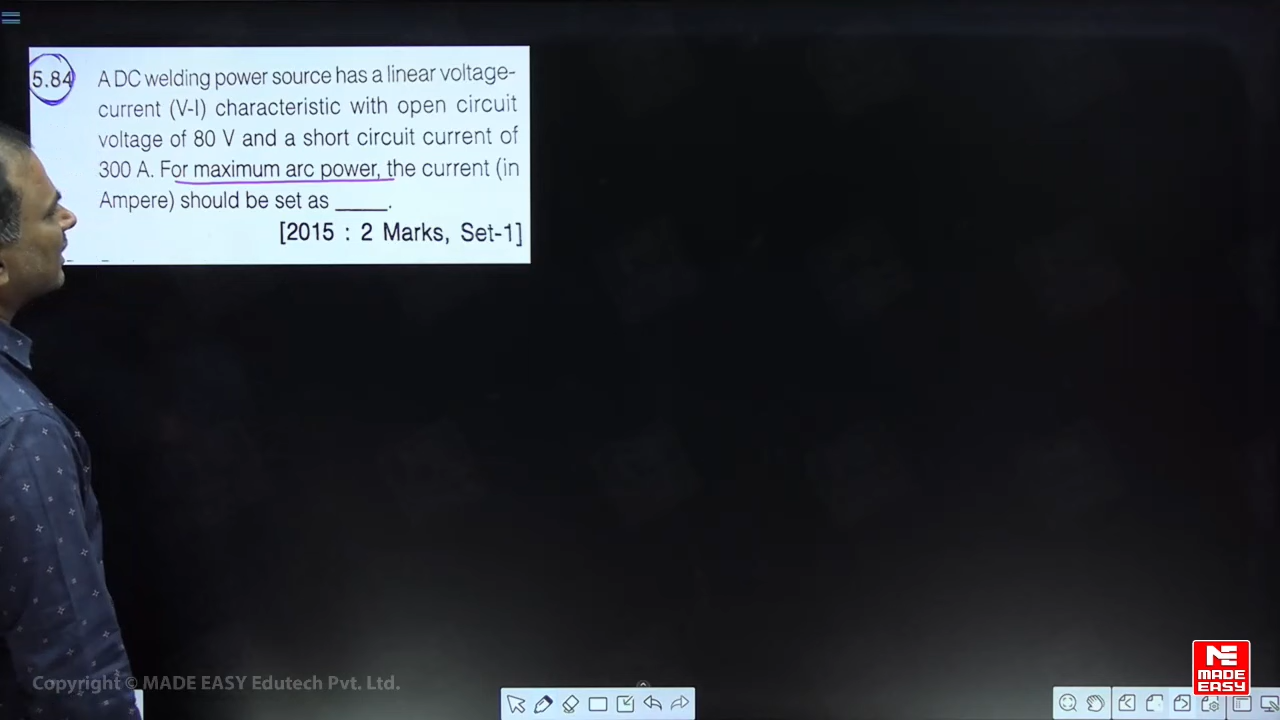 5.84 A DC welding power source has a linear voltage-
current (V-I) characteristic with open circuit
voltage of 80 V and a short circuit current of
300 A. For maximum arc power, the current (in
Ampere) should be set as _____.
[2015 : 2 Marks, Set-1]
Copyright © MADE EASY Edutech Pvt. Ltd.
ME
MADE
EASY